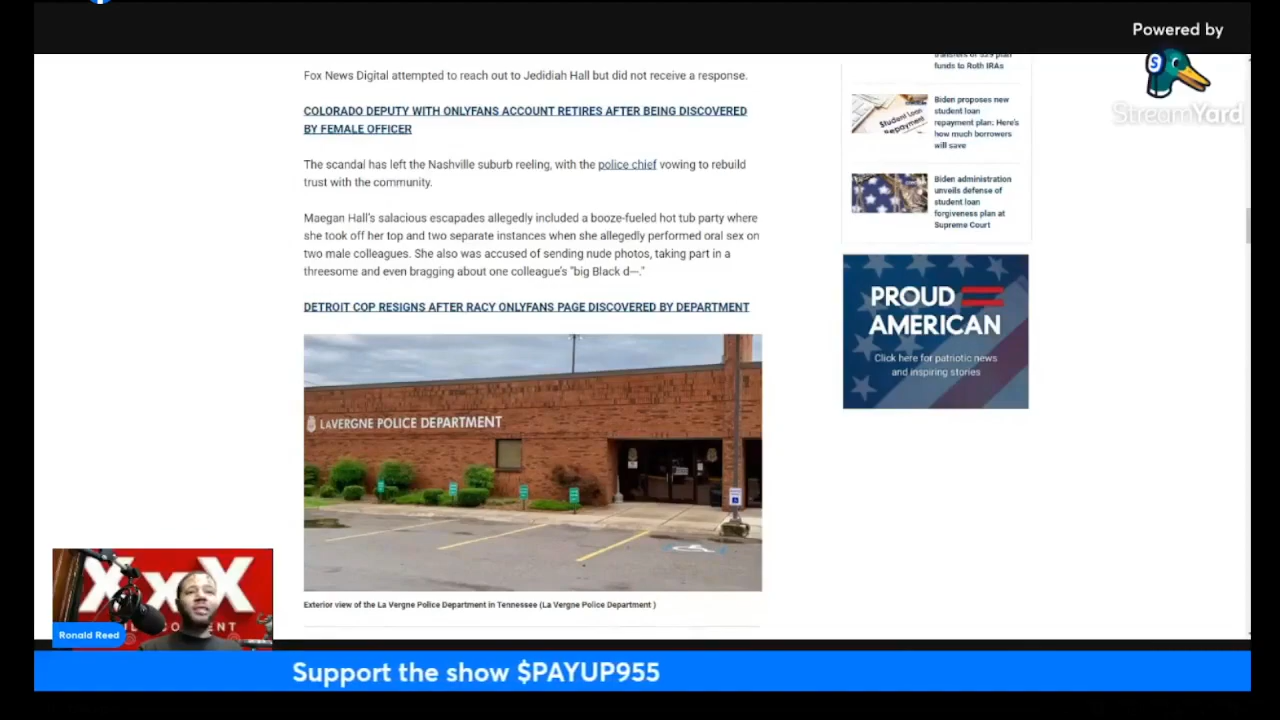 Powered by
StreamYard
Fox News Digital attempted to reach out to Jedidiah Hall but did not receive a response.
COLORADO DEPUTY WITH ONLYFANS ACCOUNT RETIRES AFTER BEING DISCOVERED
BY FEMALE OFFICER
The scandal has left the Nashville suburb reeling, with the police chief vowing to rebuild
trust with the community.
Maegan Hall's salacious escapades allegedly included a booze-fueled hot tub party where
she took off her top and two separate instances when she allegedly performed oral sex on
two male colleagues. She also was accused of sending nude photos, taking part in a
threesome and even bragging about one colleague's "big Black d—."
DETROIT COP RESIGNS AFTER RACY ONLYFANS PAGE DISCOVERED BY DEPARTMENT
LAVERGNE POLICE DEPARTMENT
Exterior view of the La Vergne Police Department in Tennessee (La Vergne Police Department )
transfers of 529 plan
funds to Roth IRAs
Student Loan
Repayment
Biden proposes new
student loan
repayment plan: Here's
how much borrowers
will save
Biden administration
unveils defense of
student loan
forgiveness plan at
Supreme Court
PROUD
AMERICAN
Click here for patriotic news
and inspiring stories
XxX
ENT
Ronald Reed
Support the show $PAYUP955